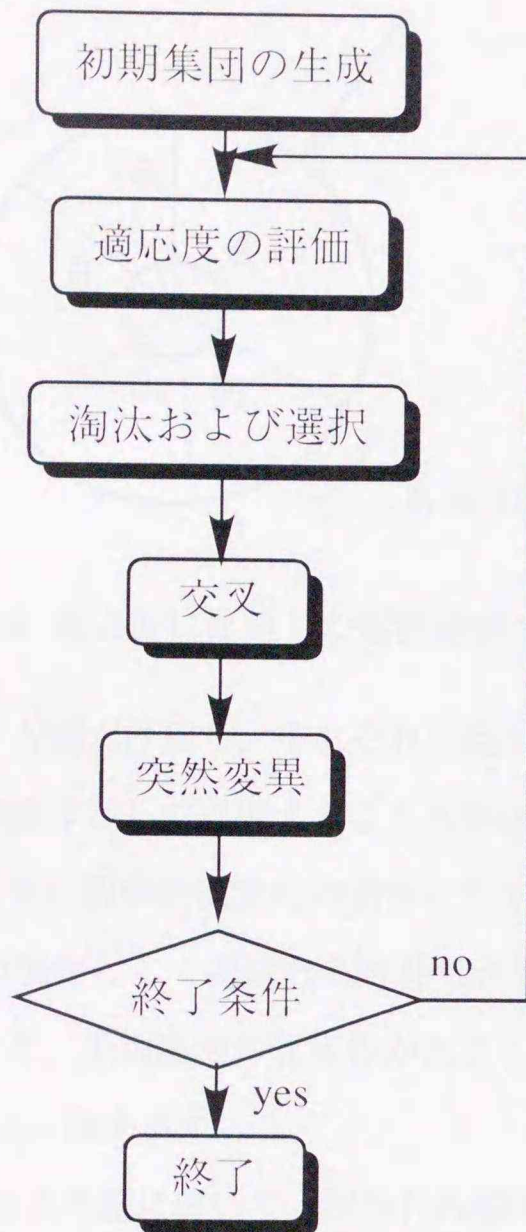 初期集団の生成
適応度の評価
淘汰および選択
交叉
突然変異
終了条件
no
yes
終了